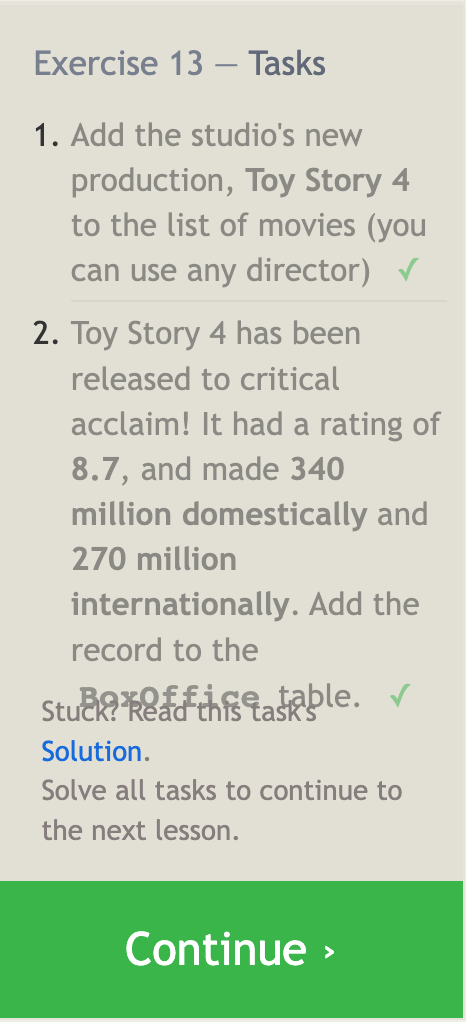 Exercise 13 — Tasks
1. Add the studio's new
production, Toy Story 4
to the list of movies (you
can use any director) ✓
2. Toy Story 4 has been
released to critical
acclaim! It had a rating of
8.7, and made 340
million domestically and
270 million
internationally. Add the
record to the
BoxOffice table. ✓
Stuck? Read this task's
Solution.
Solve all tasks to continue to
the next lesson.
Continue ›